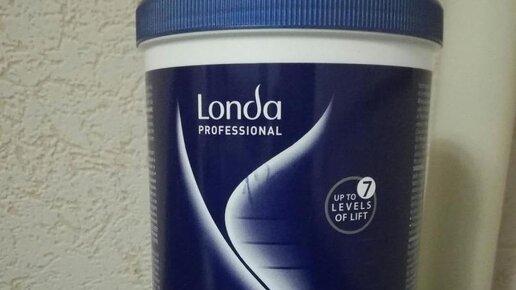 Londa
PROFESSIONAL
UP TO 7
LEVELS
OF LIFT